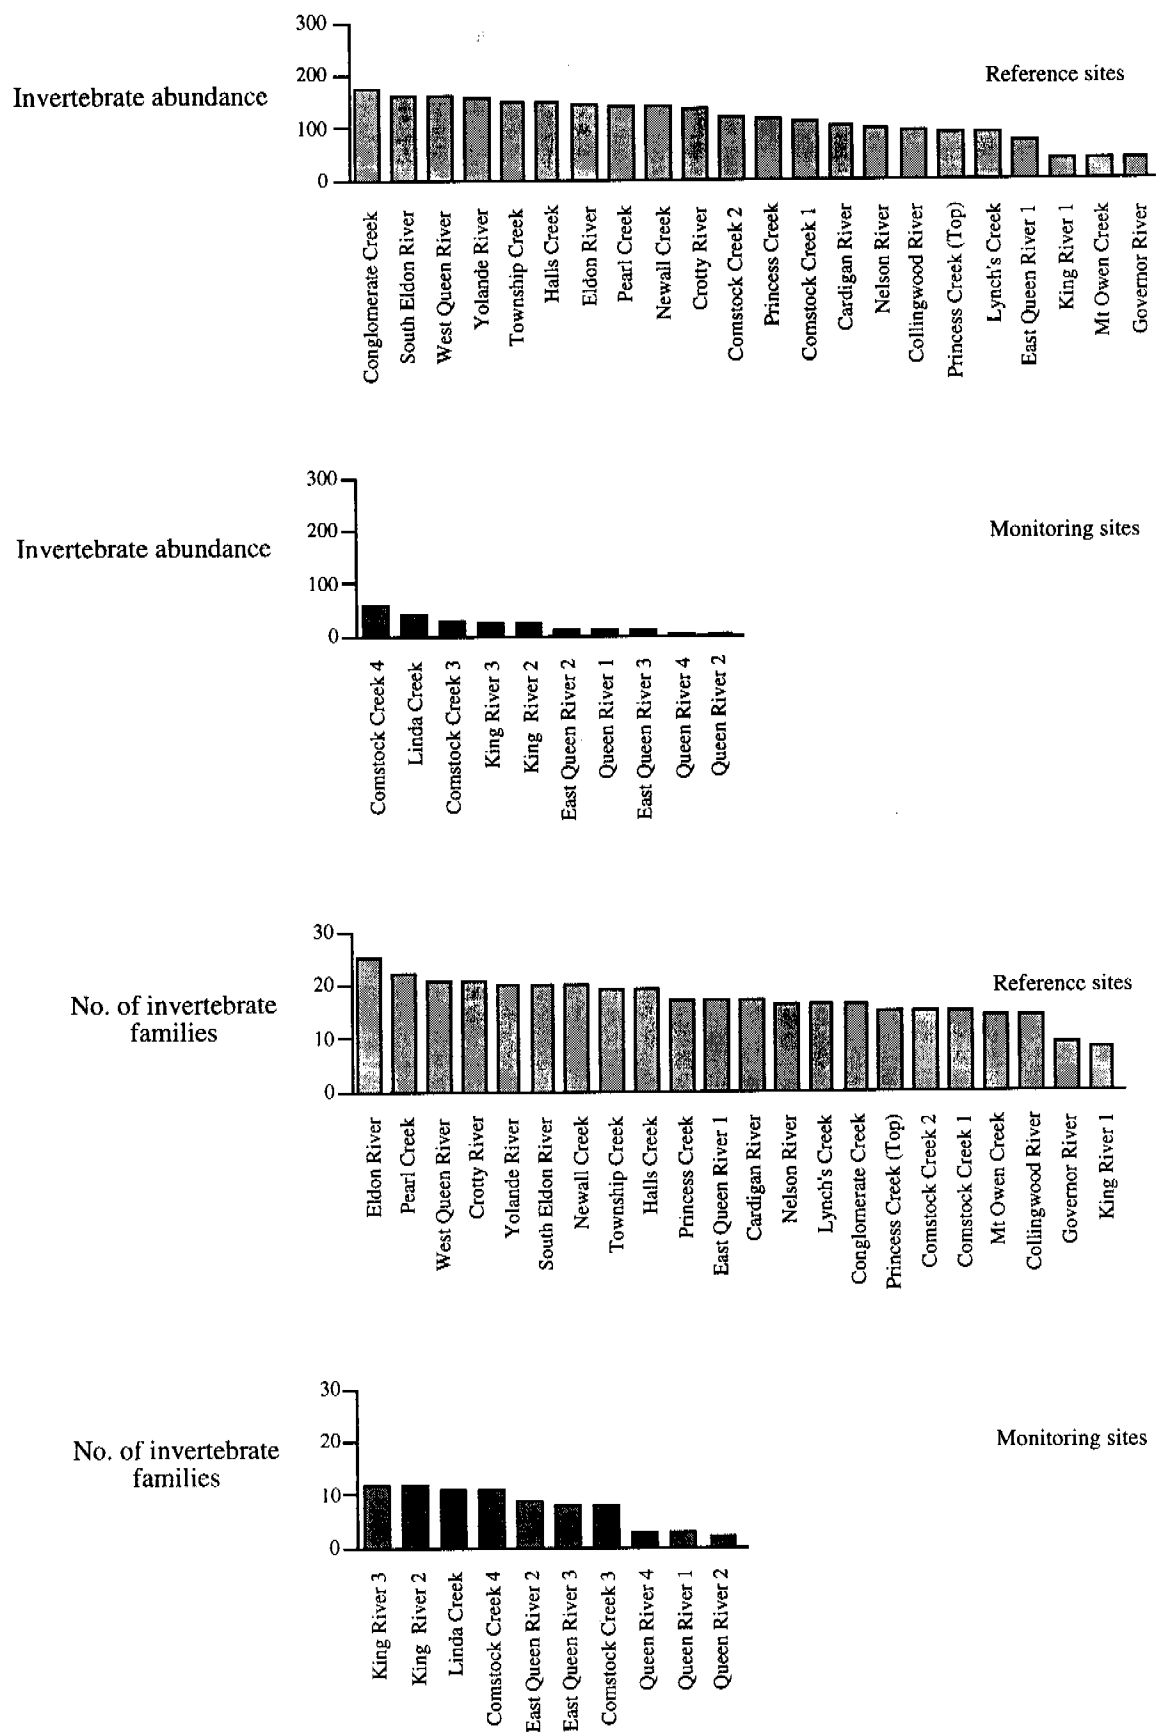 300
200
100
0
Invertebrate abundance
Reference sites
Conglomerate Creek
South Eldon River
West Queen River
Yolande River
Township Creek
Halls Creek
Eldon River
Pearl Creek
Newall Creek
Crotty River
Comstock Creek 2
Princess Creek
Comstock Creek 1
Cardigan River
Nelson River
Collingwood River
Princess Creek (Top)
Lynch's Creek
East Queen River 1
King River 1
Mt Owen Creek
Governor River
300
200
100
0
Invertebrate abundance
Monitoring sites
Comstock Creek 4
Linda Creek
Comstock Creek 3
King River 3
King River 2
East Queen River 2
Queen River 1
East Queen River 3
Queen River 4
Queen River 2
30
20
10
0
No. of invertebrate
families
Reference sites
Eldon River
Pearl Creek
West Queen River
Crotty River
Yolande River
South Eldon River
Newall Creek
Township Creek
Halls Creek
Princess Creek
East Queen River 1
Cardigan River
Nelson River
Lynch's Creek
Conglomerate Creek
Princess Creek (Top)
Comstock Creek 2
Comstock Creek 1
Mt Owen Creek
Collingwood River
Governor River
King River 1
30
20
10
0
No. of invertebrate
families
Monitoring sites
King River 3
King River 2
Linda Creek
Comstock Creek 4
East Queen River 2
East Queen River 3
Comstock Creek 3
Queen River 4
Queen River 1
Queen River 2